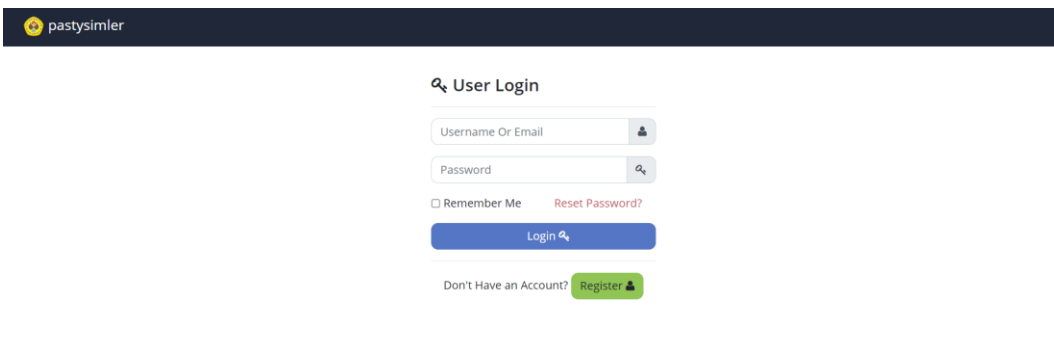 pastysimler
User Login
Username Or Email
Password
Remember Me Reset Password?
Login
Don't Have an Account? Register